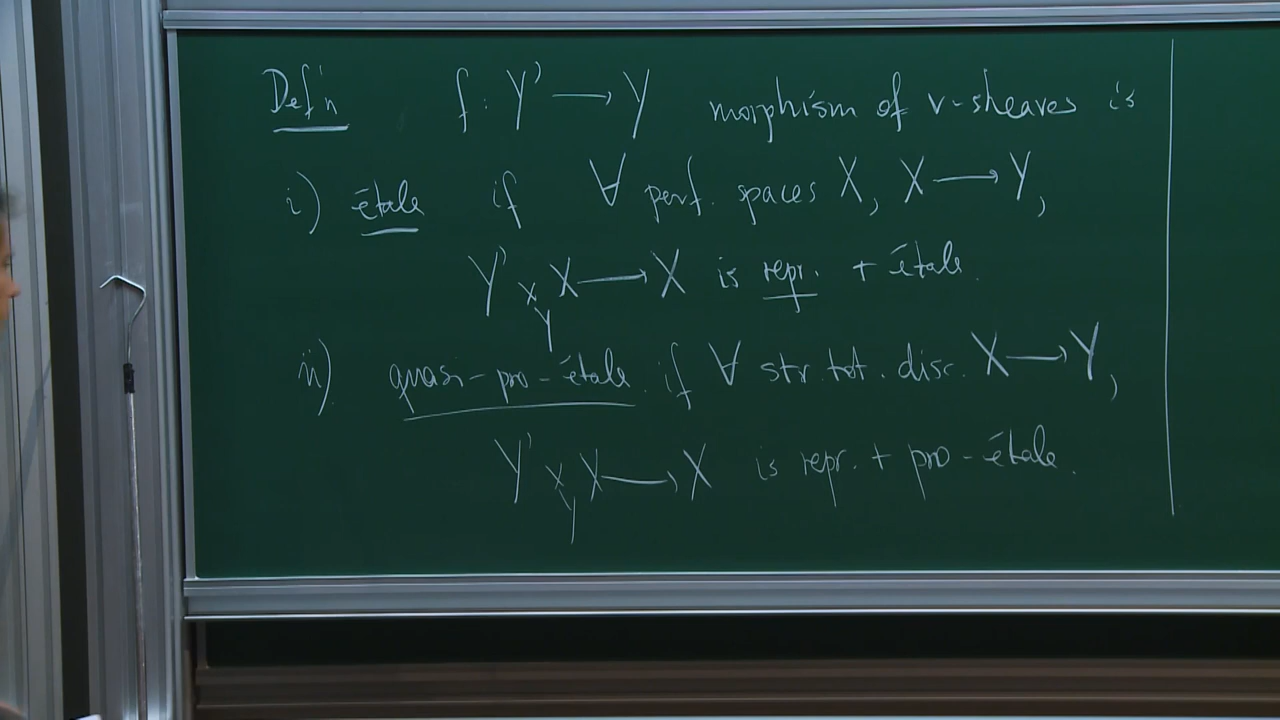 Def'n f : Y' → Y morphism of v-sheaves is
i) étale if ∀ perf. spaces X, X → Y,
Y' ×_Y X → X is repr. + étale.
ii) quasi-pro-étale if ∀ str. tot. disc. X → Y,
Y' ×_Y X → X is repr. + pro-étale.